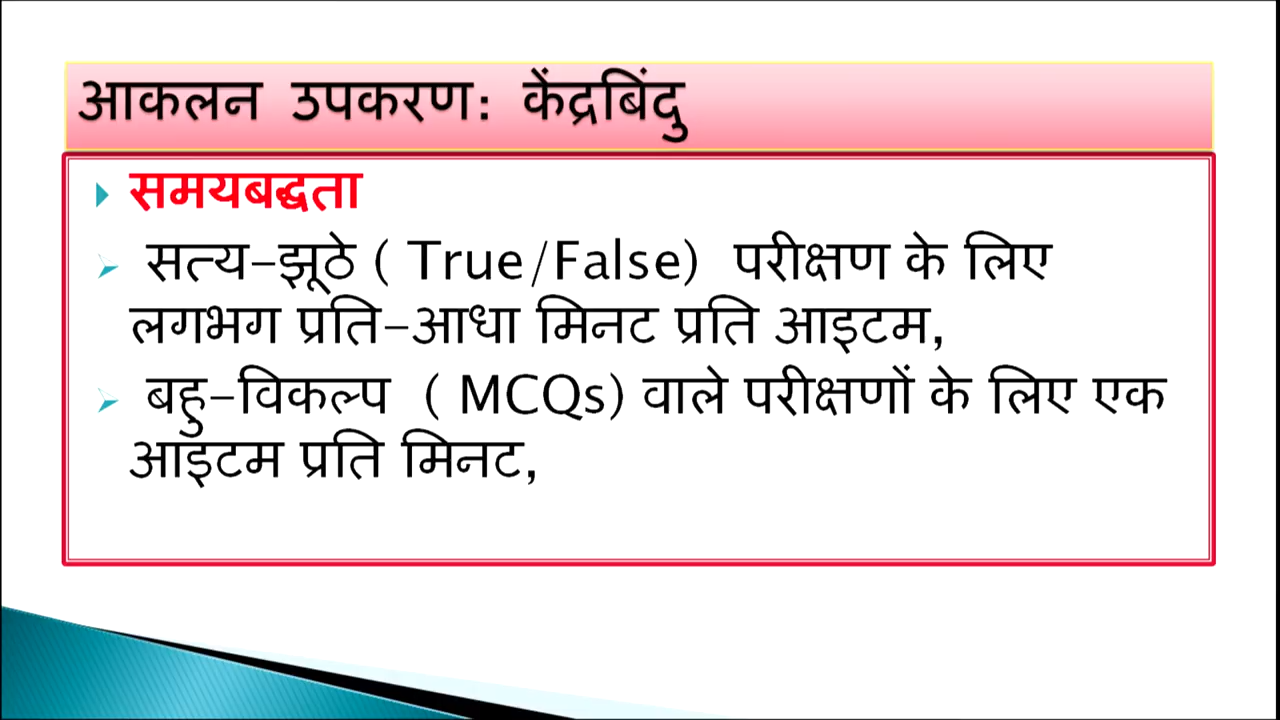 आकलन उपकरण: केंद्रबिंदु
समयबद्धता
सत्य-झूठे ( True/False) परीक्षण के लिए
लगभग प्रति-आधा मिनट प्रति आइटम,
बहु-विकल्प ( MCQs) वाले परीक्षणों के लिए एक
आइटम प्रति मिनट,